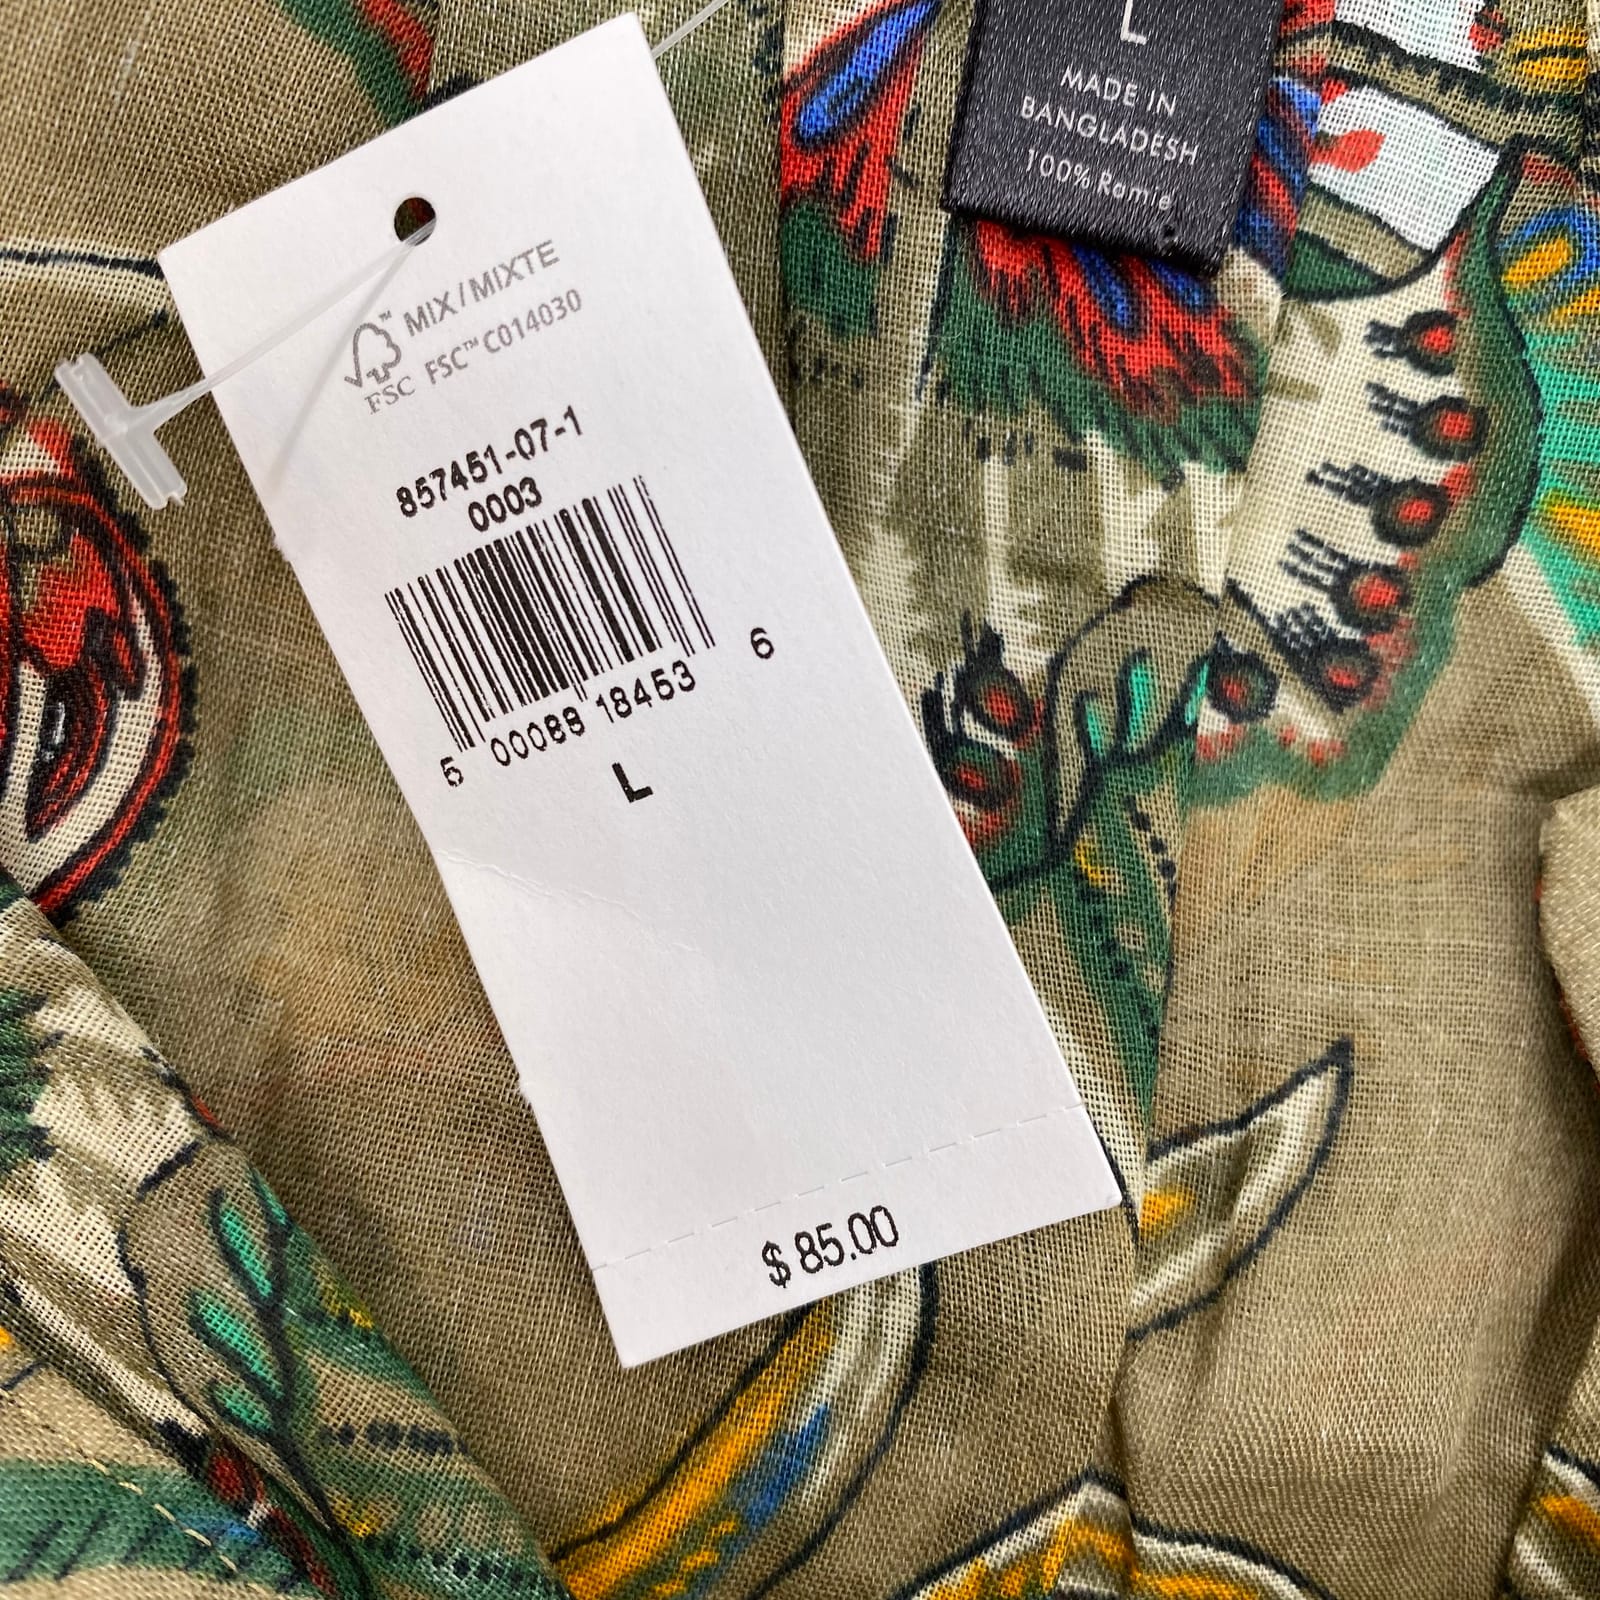 L
MADE IN
BANGLADESH
100% Ramie
MIX/MIXTE
FSC™ C014030
FSC
857451-07-1
0003
5 00088 18453 6
L
$ 85.00